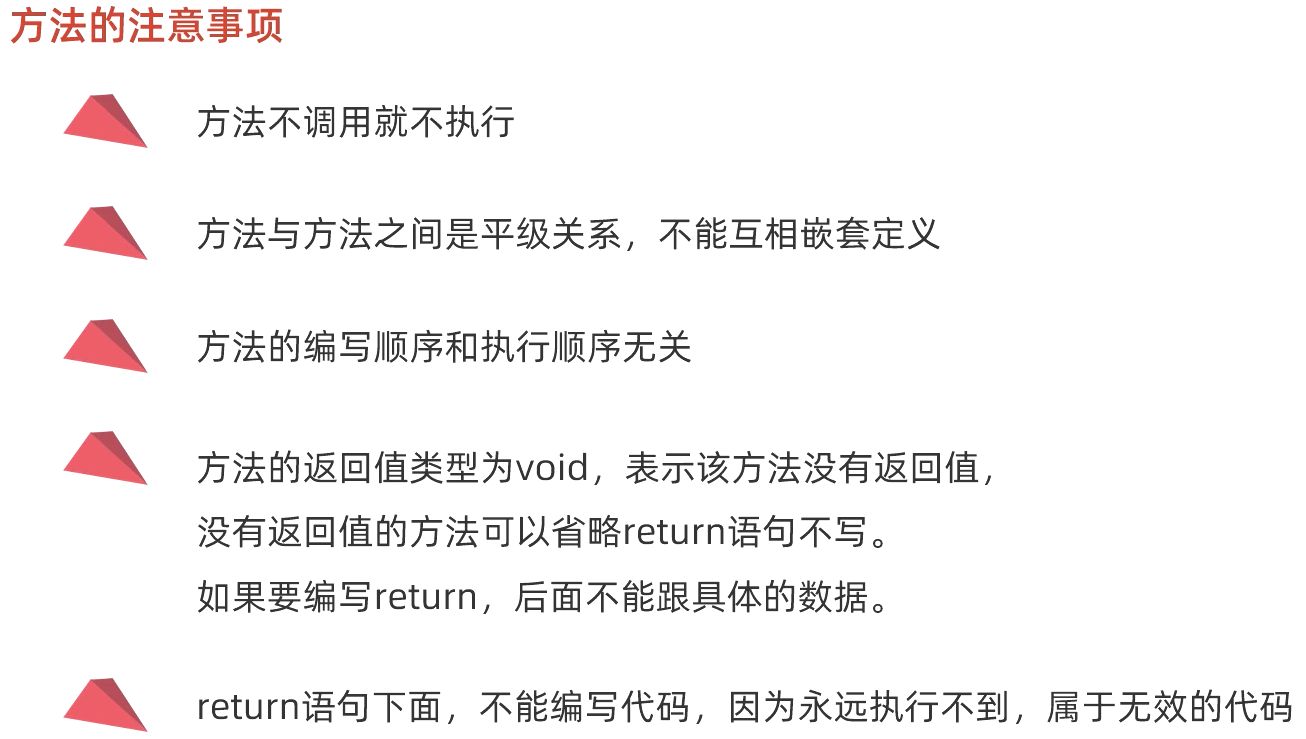 方法的注意事项
方法不调用就不执行
方法与方法之间是平级关系，不能互相嵌套定义
方法的编写顺序和执行顺序无关
方法的返回值类型为void，表示该方法没有返回值，
没有返回值的方法可以省略return语句不写。
如果要编写return，后面不能跟具体的数据。
return语句下面，不能编写代码，因为永远执行不到，属于无效的代码